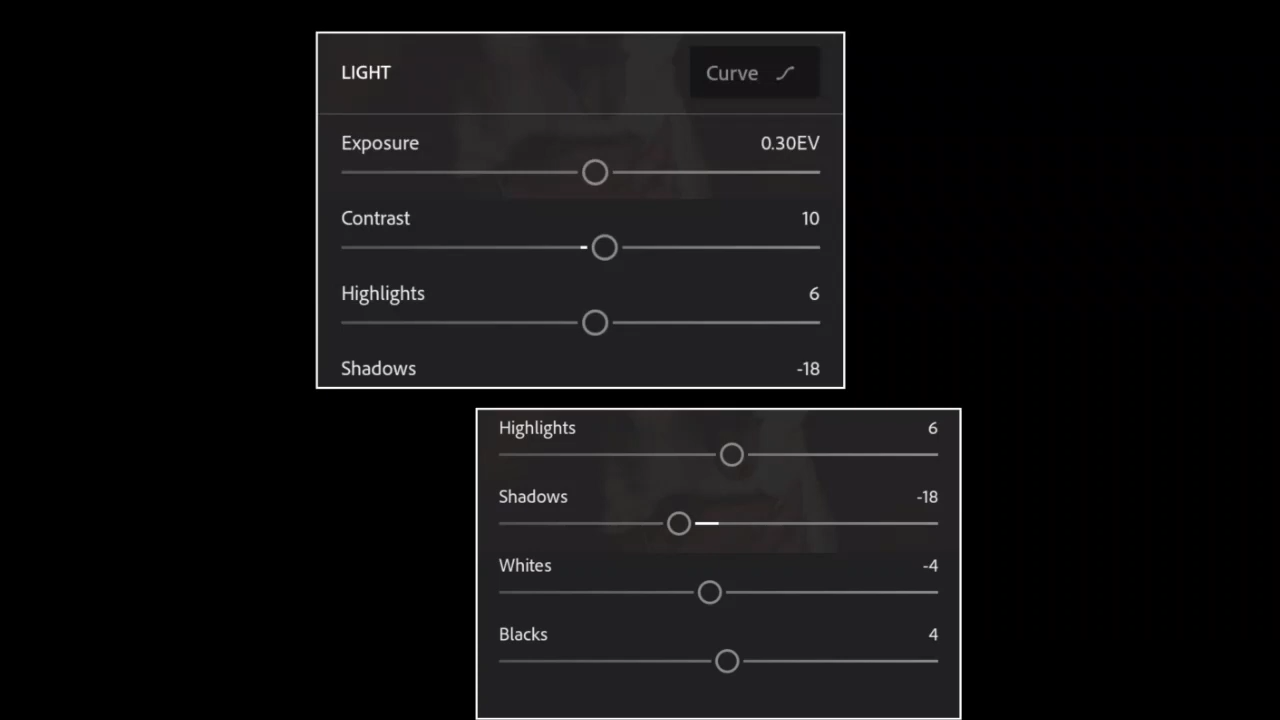 LIGHT Curve
Exposure 0.30EV
Contrast 10
Highlights 6
Shadows -18
Highlights 6
Shadows -18
Whites -4
Blacks 4